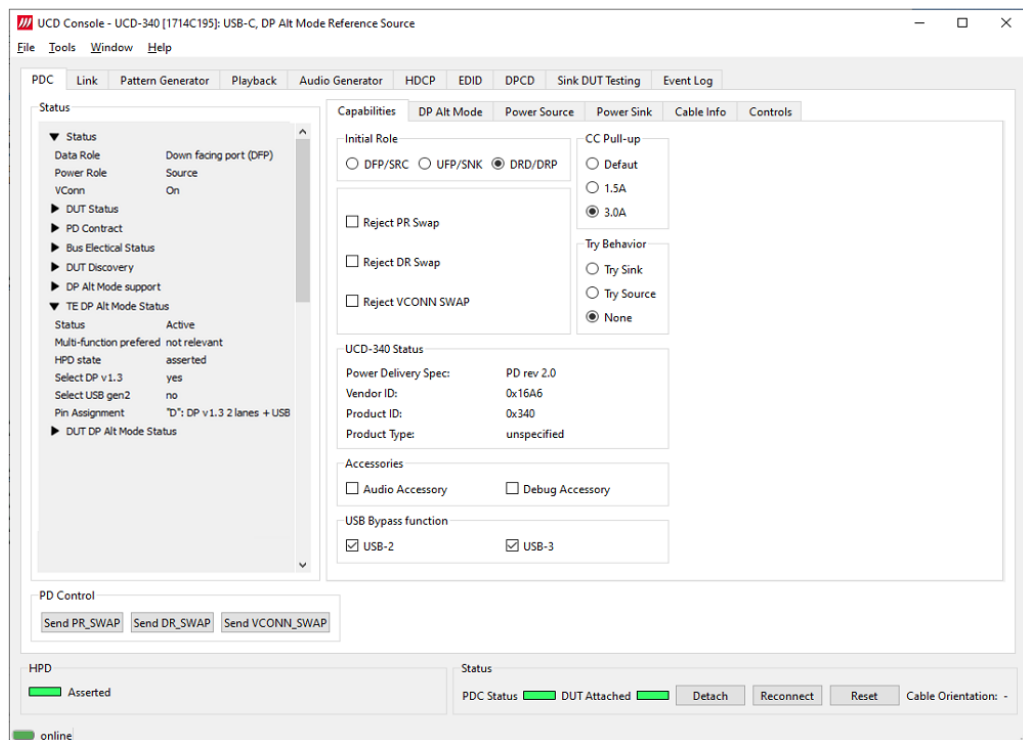 UCD Console - UCD-340 [1714C195]: USB-C, DP Alt Mode Reference Source
File Tools Window Help
PDC Link Pattern Generator Playback Audio Generator HDCP EDID DPCD Sink DUT Testing Event Log
Status
Status
Data Role Down facing port (DFP)
Power Role Source
VConn On
DUT Status
PD Contract
Bus Electical Status
DUT Discovery
DP Alt Mode support
TE DP Alt Mode Status
Status Active
Multi-function prefered not relevant
HPD state asserted
Select DP v1.3 yes
Select USB gen2 no
Pin Assignment "D": DP v1.3 2 lanes + USB
DUT DP Alt Mode Status
Capabilities DP Alt Mode Power Source Power Sink Cable Info Controls
Initial Role
DFP/SRC UFP/SNK DRD/DRP
Reject PR Swap
Reject DR Swap
Reject VCONN SWAP
CC Pull-up
Defaut
1.5A
3.0A
Try Behavior
Try Sink
Try Source
None
UCD-340 Status
Power Delivery Spec: PD rev 2.0
Vendor ID: 0x16A6
Product ID: 0x340
Product Type: unspecified
Accessories
Audio Accessory Debug Accessory
USB Bypass function
USB-2 USB-3
PD Control
Send PR_SWAP Send DR_SWAP Send VCONN_SWAP
HPD
Asserted
Status
PDC Status DUT Attached Detach Reconnect Reset Cable Orientation: -
online